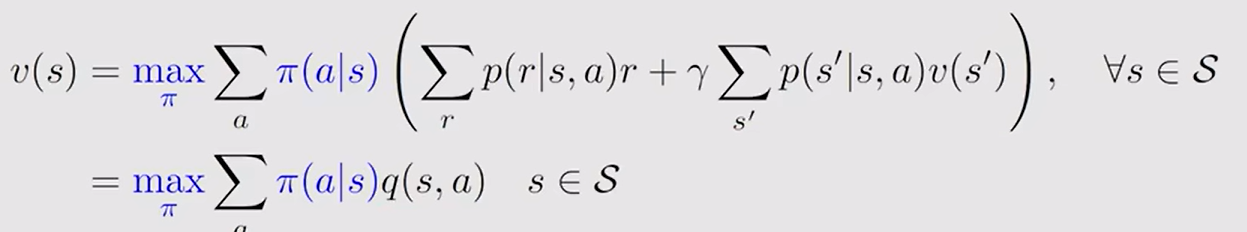 v(s) = max_π ∑_a π(a|s) ( ∑_r p(r|s, a)r + γ ∑_{s′} p(s′|s, a)v(s′) ) , ∀s ∈ 𝒮
= max_π ∑_a π(a|s)q(s, a) s ∈ 𝒮